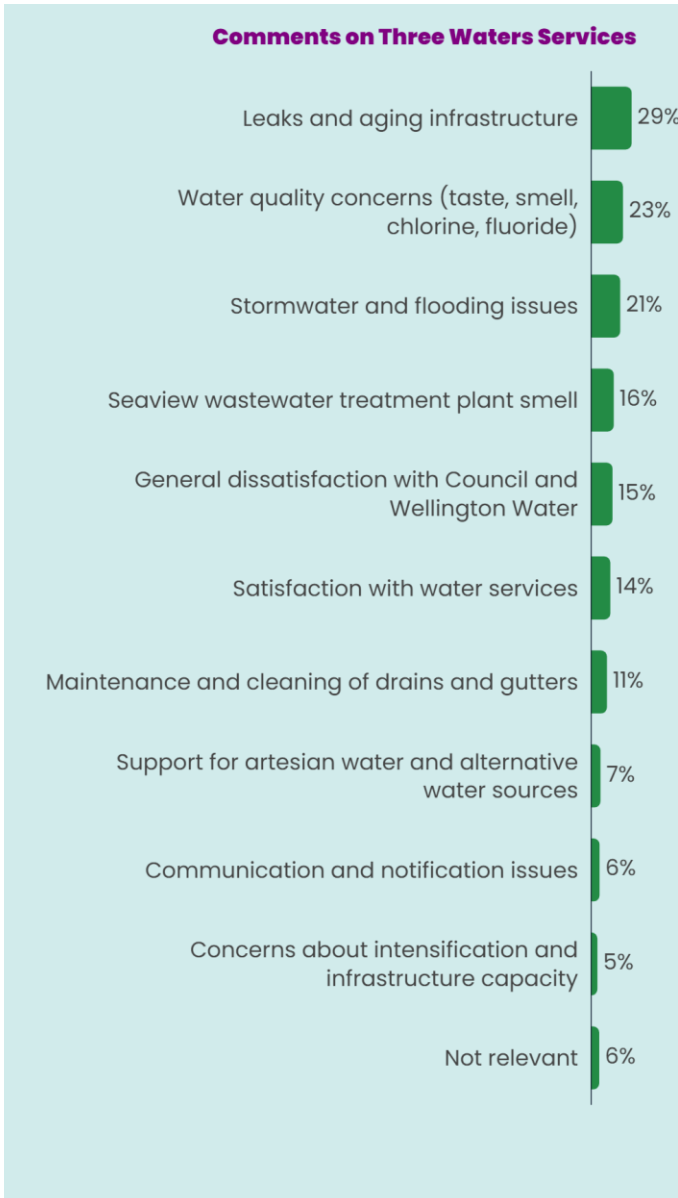 Comments on Three Waters Services
Leaks and aging infrastructure
29%
Water quality concerns (taste, smell,
chlorine, fluoride)
23%
Stormwater and flooding issues
21%
Seaview wastewater treatment plant smell
16%
General dissatisfaction with Council and
Wellington Water
15%
Satisfaction with water services
14%
Maintenance and cleaning of drains and gutters
11%
Support for artesian water and alternative
water sources
7%
Communication and notification issues
6%
Concerns about intensification and
infrastructure capacity
5%
Not relevant
6%